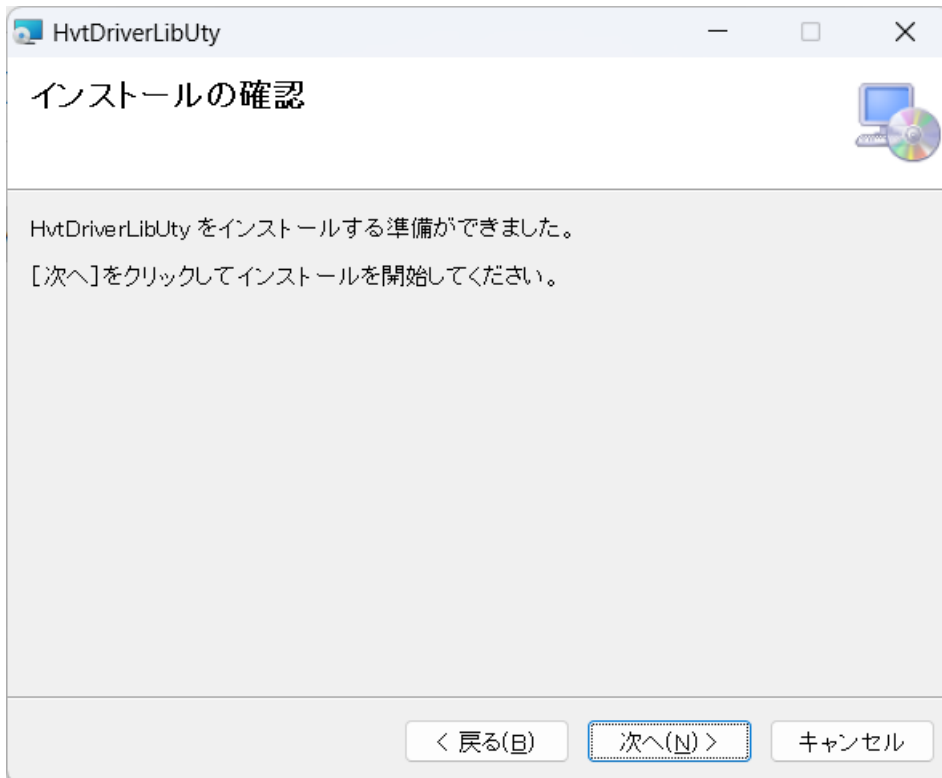 HvtDriverLibUty
インストールの確認
HvtDriverLibUty をインストールする準備ができました。
[次へ]をクリックしてインストールを開始してください。
< 戻る(B)
次へ(N) >
キャンセル